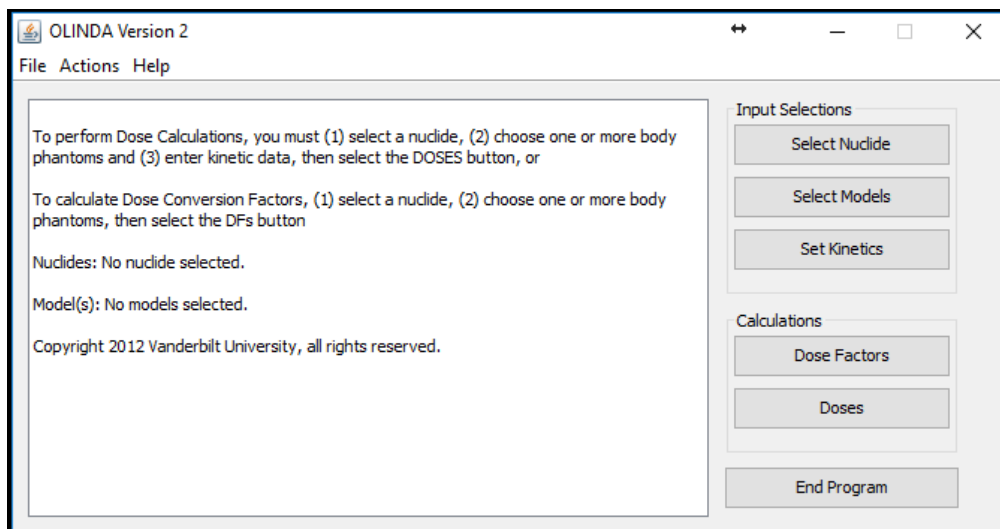 OLINDA Version 2
File Actions Help
To perform Dose Calculations, you must (1) select a nuclide, (2) choose one or more body
phantoms and (3) enter kinetic data, then select the DOSES button, or
To calculate Dose Conversion Factors, (1) select a nuclide, (2) choose one or more body
phantoms, then select the DFs button
Nuclides: No nuclide selected.
Model(s): No models selected.
Copyright 2012 Vanderbilt University, all rights reserved.
Input Selections
Select Nuclide
Select Models
Set Kinetics
Calculations
Dose Factors
Doses
End Program